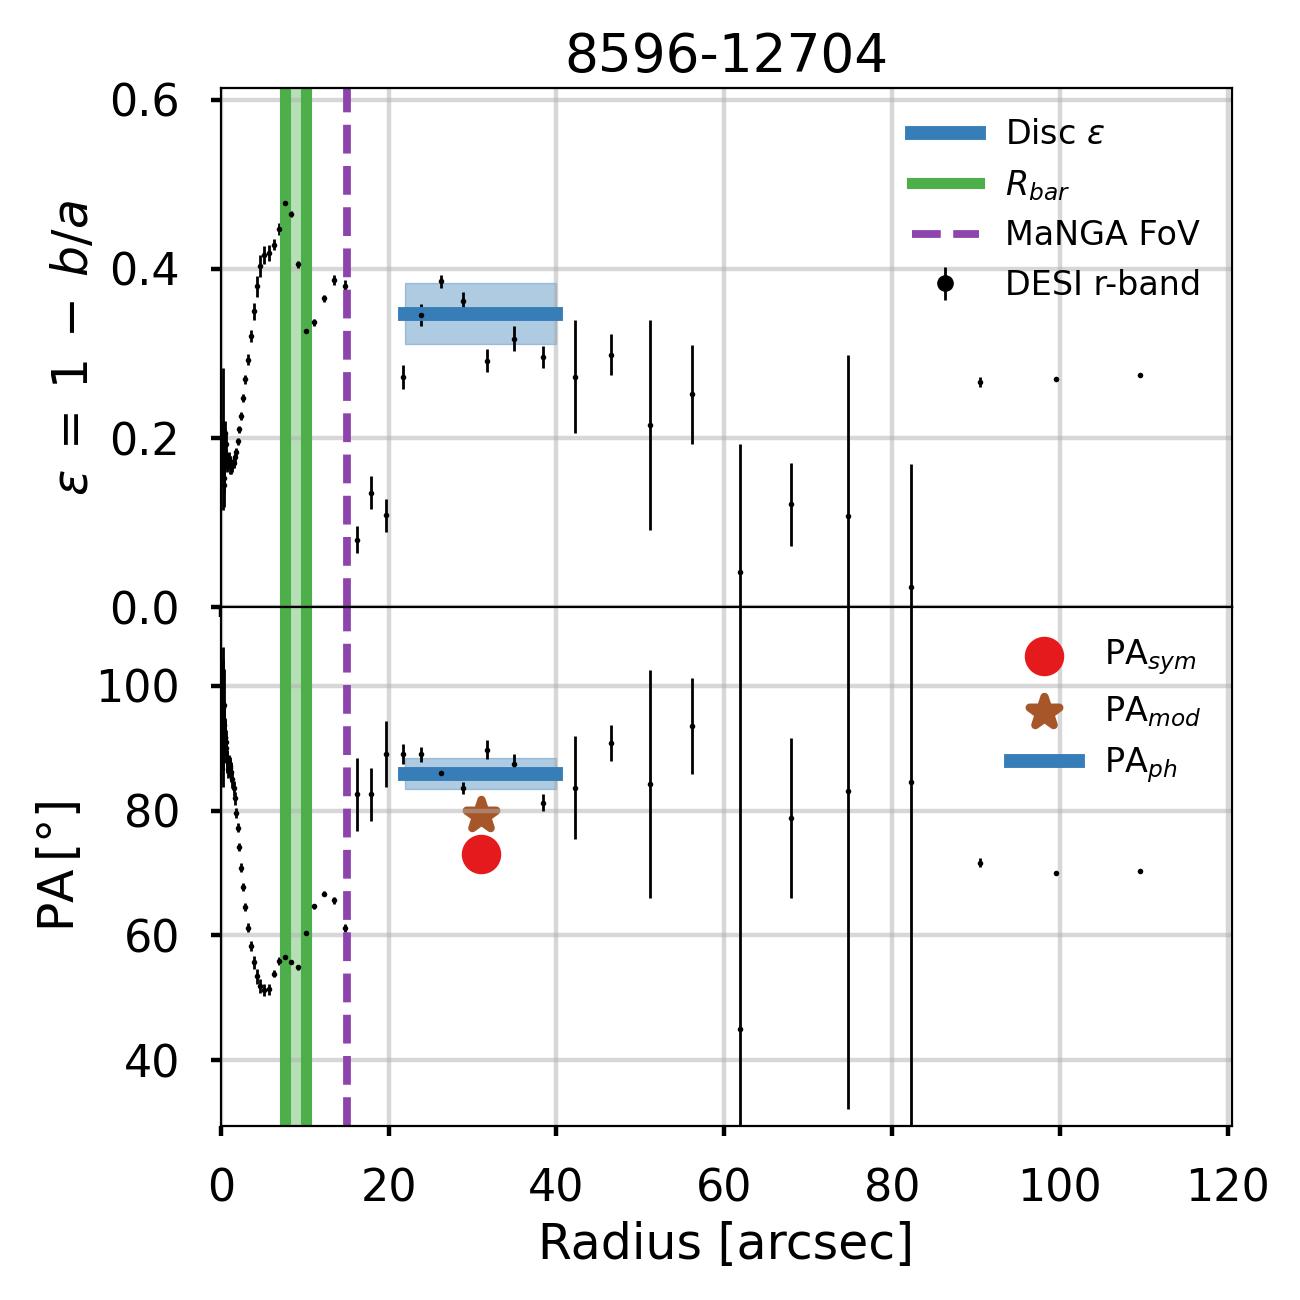 8596-12704
0.6
0.4
0.2
0.0
ε = 1 − b/a
Disc ε
R_bar
MaNGA FoV
DESI r-band
100
80
60
40
PA [°]
PA_sym
PA_mod
PA_ph
0 20 40 60 80 100 120
Radius [arcsec]